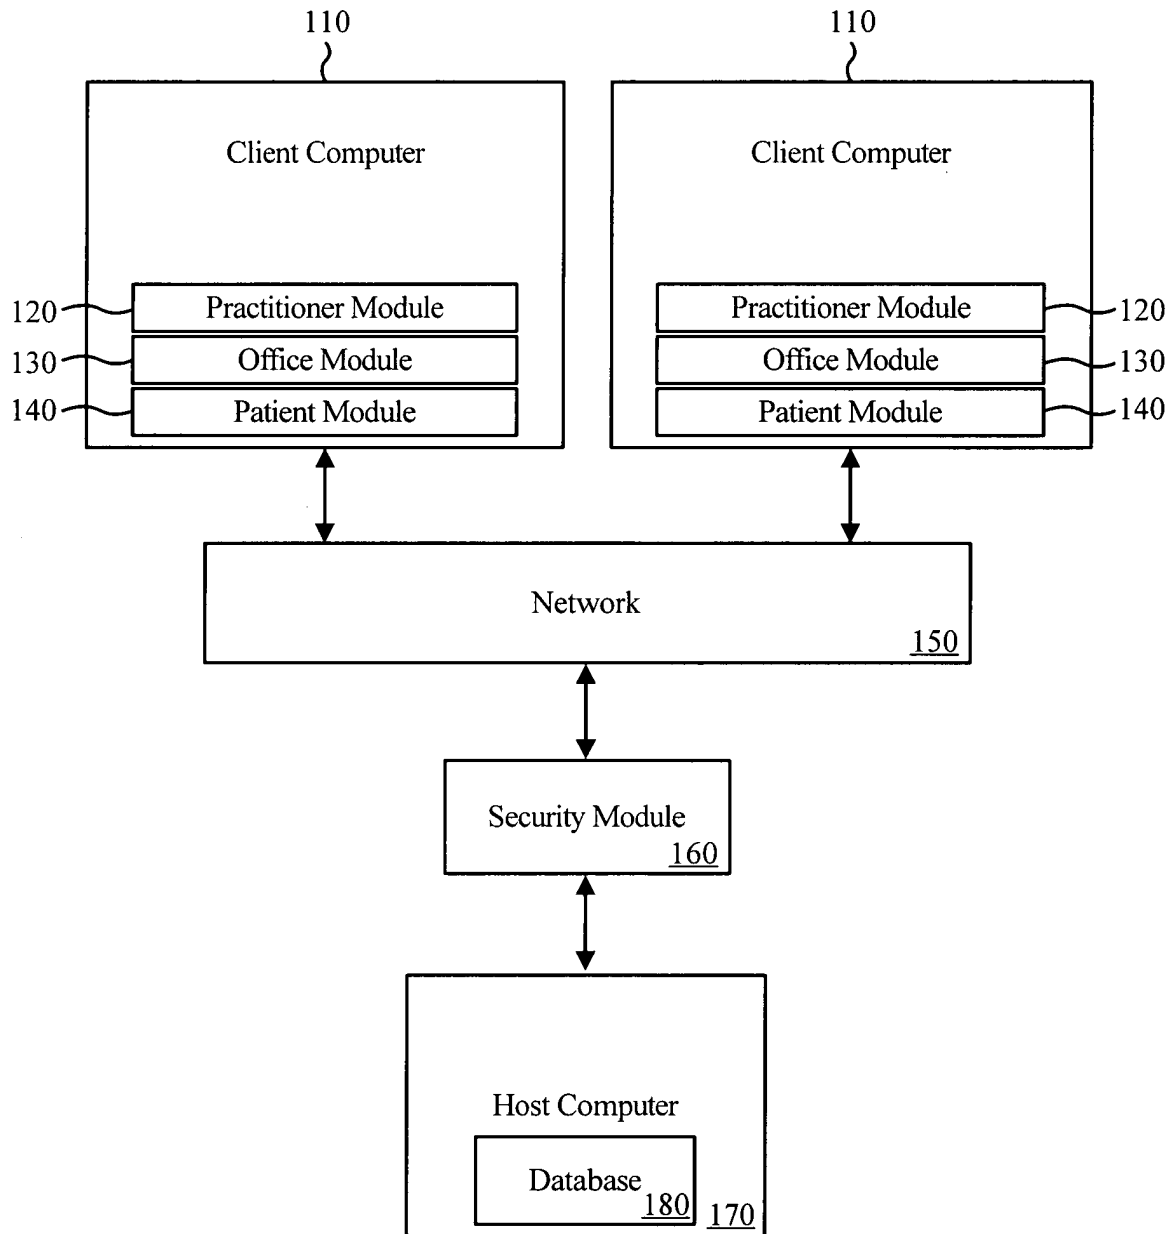 110 110
Client Computer Client Computer
120 Practitioner Module Practitioner Module 120
130 Office Module Office Module 130
140 Patient Module Patient Module 140
Network
150
Security Module
160
Host Computer
Database
180 170